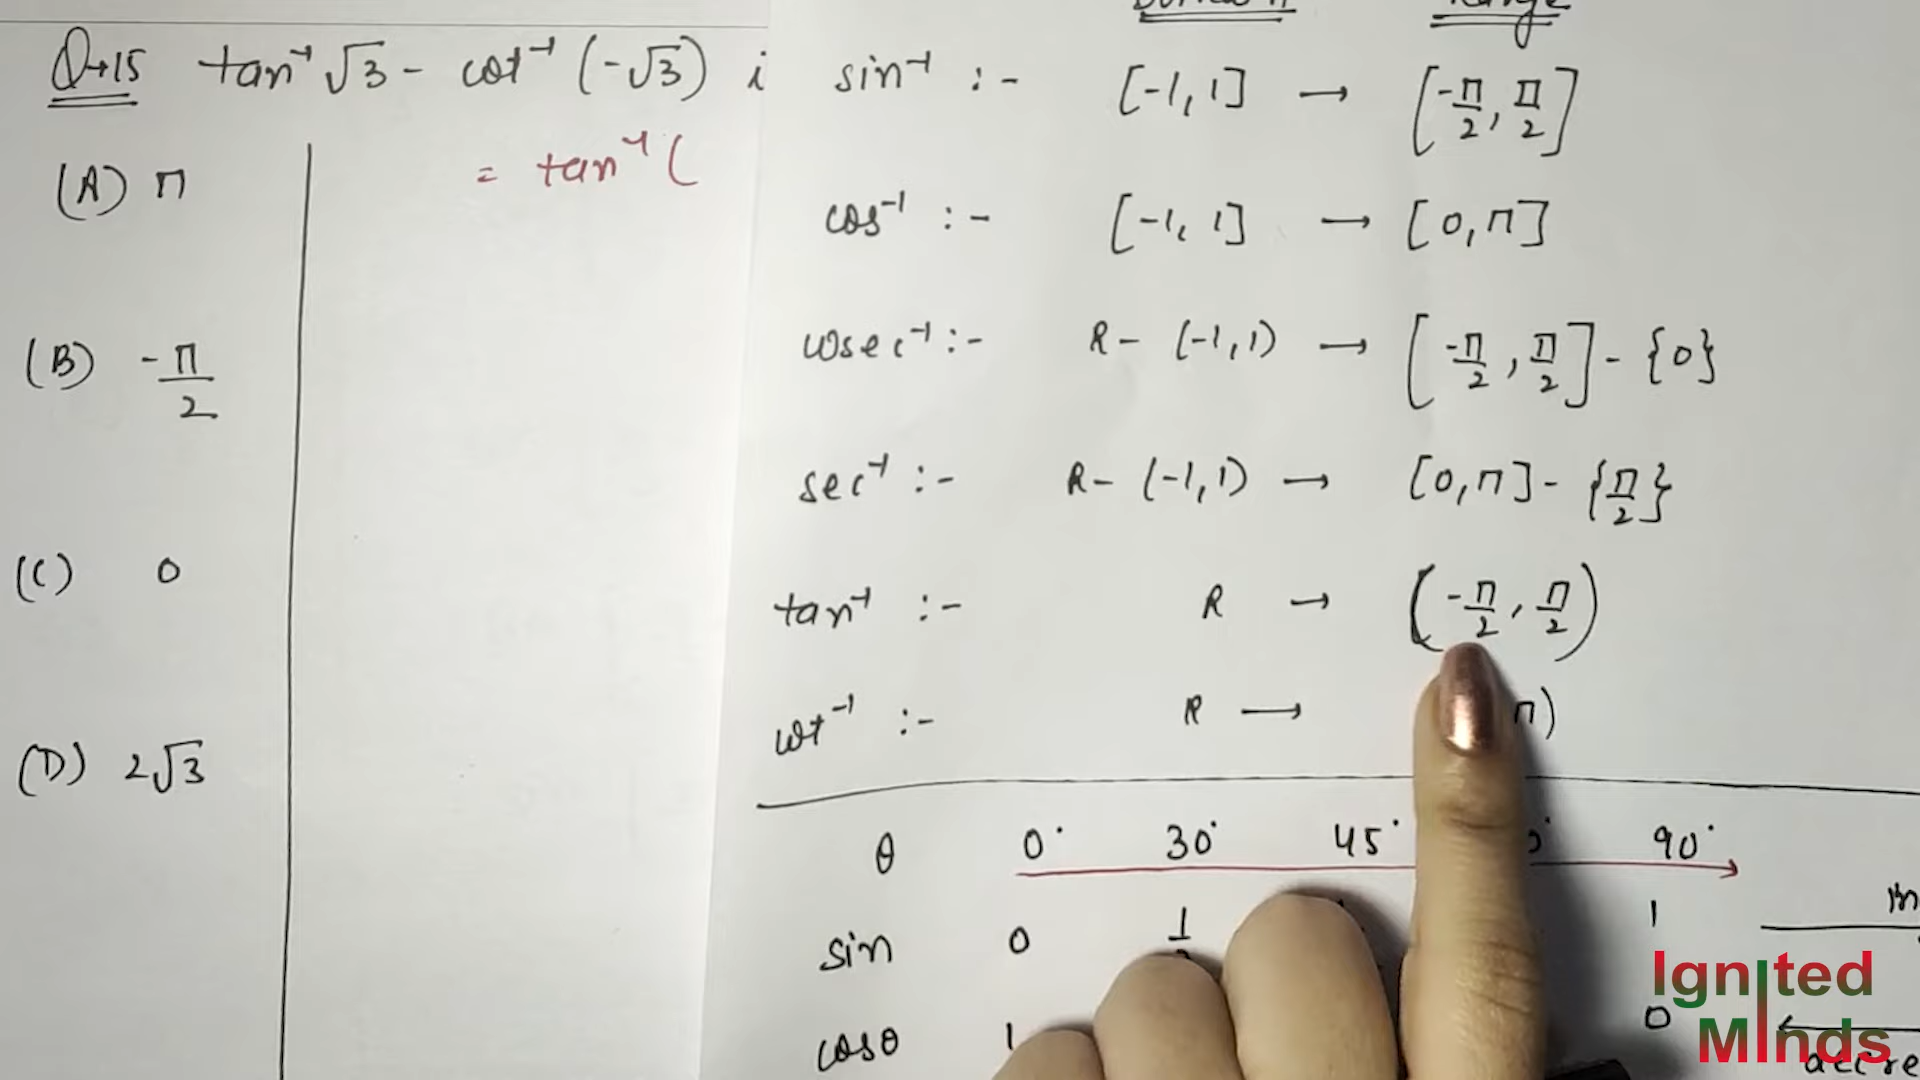 Q→15 tan⁻¹ √3 - cot⁻¹ (-√3) i
= tan⁻¹ (
(A) π
(B) -π/2
(C) 0
(D) 2√3
sin⁻¹ :- [-1, 1] → [-π/2, π/2]
cos⁻¹ :- [-1, 1] → [0, π]
cosec⁻¹ :- R - (-1, 1) → [-π/2, π/2] - {0}
sec⁻¹ :- R - (-1, 1) → [0, π] - {π/2}
tan⁻¹ :- R → (-π/2, π/2)
cot⁻¹ :- R → π)
θ 0° 30° 45° 90°
sin 0 1 1
cosθ 1 0
Ignited
Minds